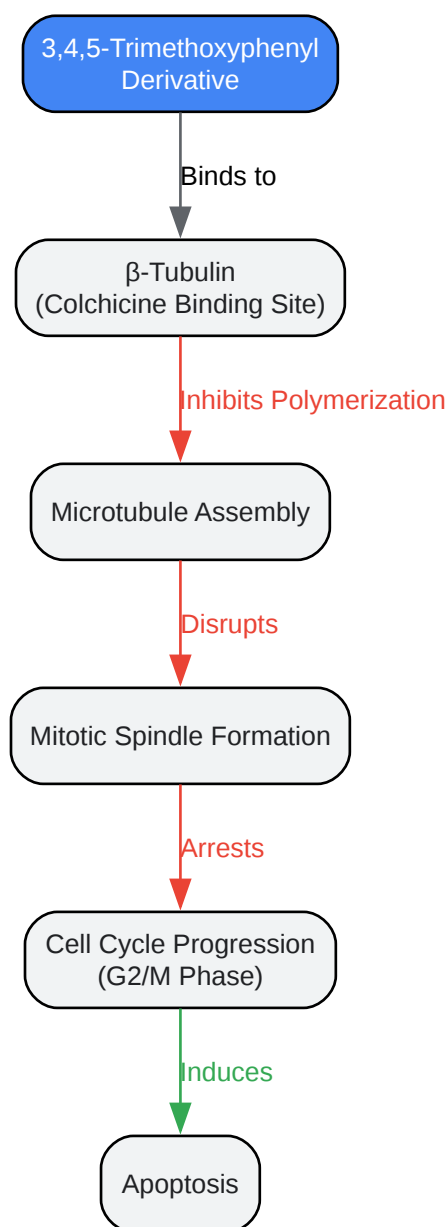 3,4,5-Trimethoxyphenyl
Derivative
Binds to
β-Tubulin
(Colchicine Binding Site)
Inhibits Polymerization
Microtubule Assembly
Disrupts
Mitotic Spindle Formation
Arrests
Cell Cycle Progression
(G2/M Phase)
Induces
Apoptosis